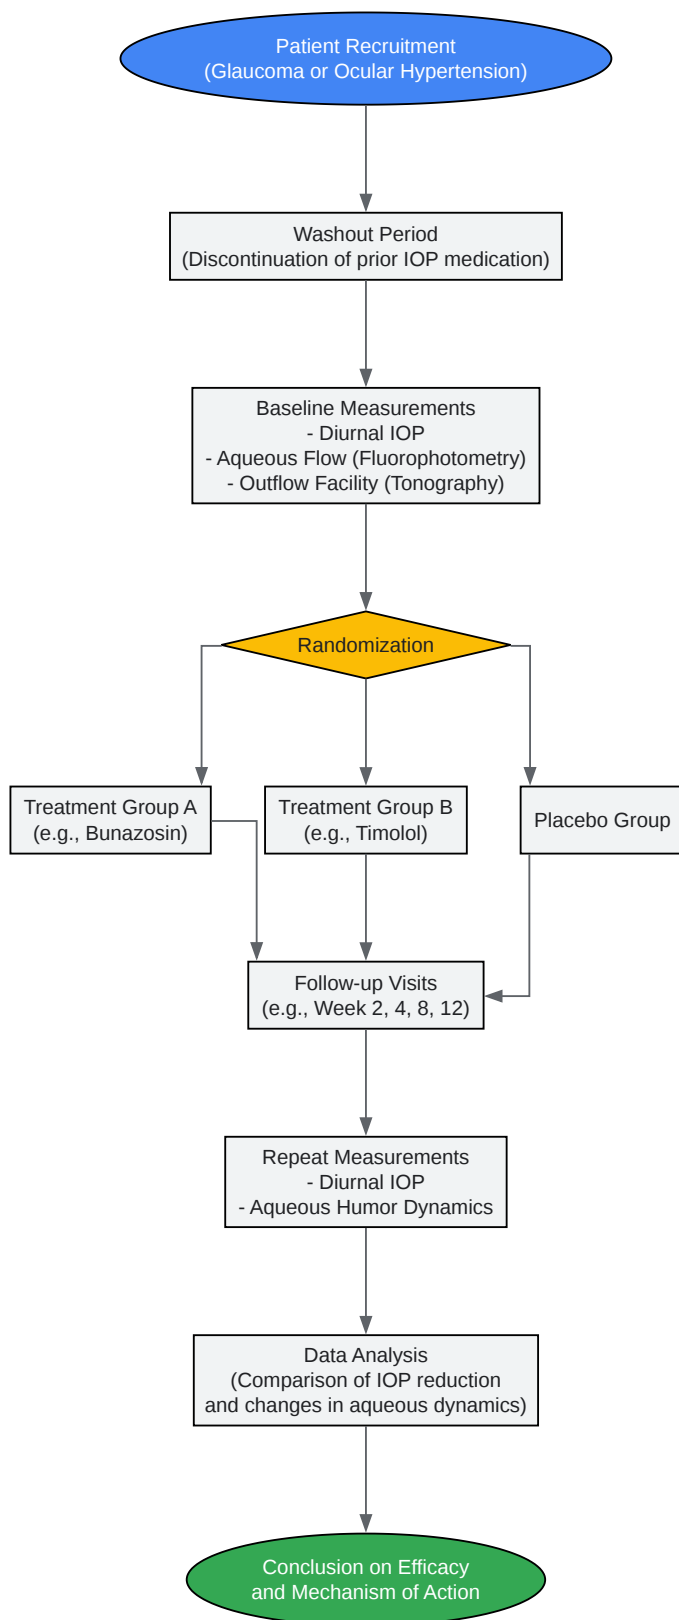 Patient Recruitment
(Glaucoma or Ocular Hypertension)
Washout Period
(Discontinuation of prior IOP medication)
Baseline Measurements
- Diurnal IOP
- Aqueous Flow (Fluorophotometry)
- Outflow Facility (Tonography)
Randomization
Treatment Group A
(e.g., Bunazosin)
Treatment Group B
(e.g., Timolol)
Placebo Group
Follow-up Visits
(e.g., Week 2, 4, 8, 12)
Repeat Measurements
- Diurnal IOP
- Aqueous Humor Dynamics
Data Analysis
(Comparison of IOP reduction
and changes in aqueous dynamics)
Conclusion on Efficacy
and Mechanism of Action